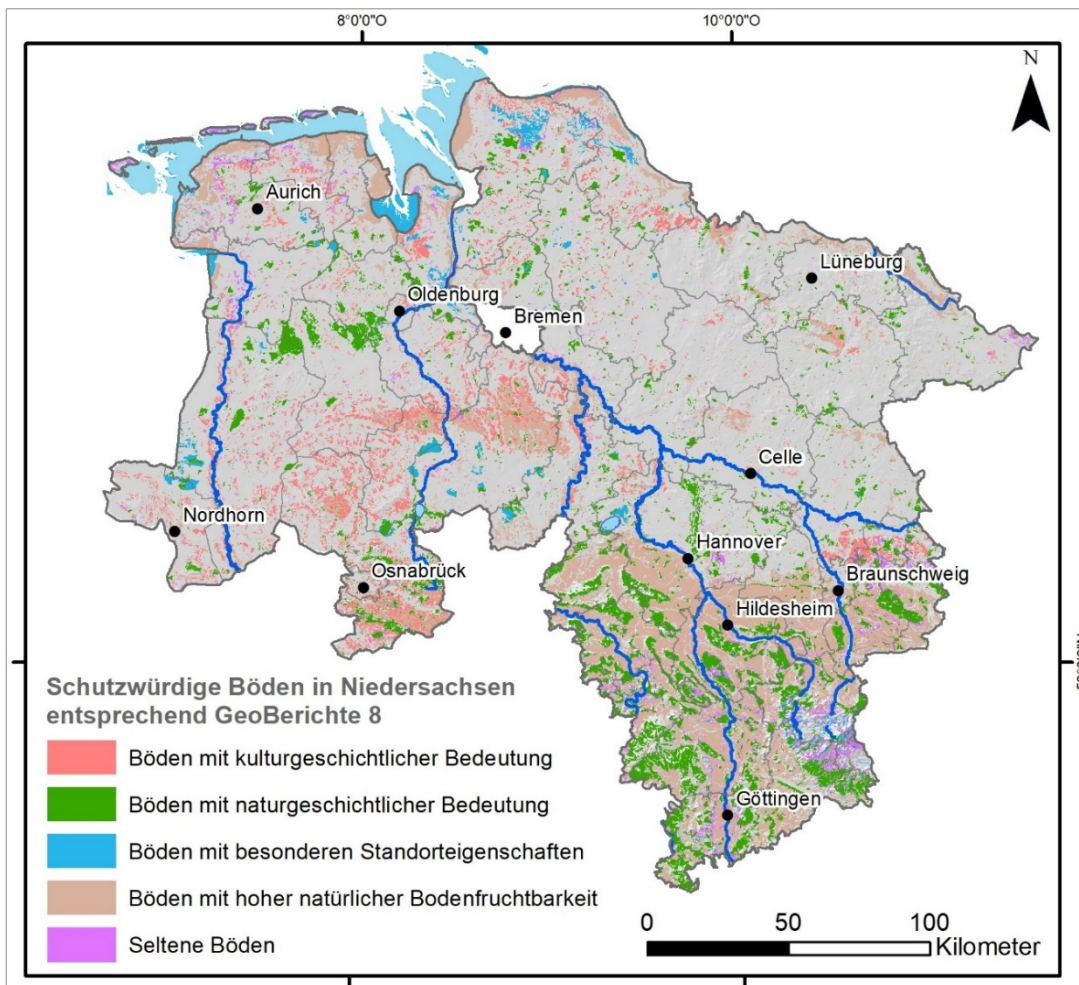 8°0'0"O
10°0'0"O
N
Aurich
Lüneburg
Oldenburg
Bremen
Celle
Nordhorn
Hannover
Osnabrück
Braunschweig
Hildesheim
Schutzwürdige Böden in Niedersachsen
entsprechend GeoBerichte 8
Böden mit kulturgeschichtlicher Bedeutung
Böden mit naturgeschichtlicher Bedeutung
Göttingen
Böden mit besonderen Standorteigenschaften
Böden mit hoher natürlicher Bodenfruchtbarkeit
0 50 100
Kilometer
Seltene Böden